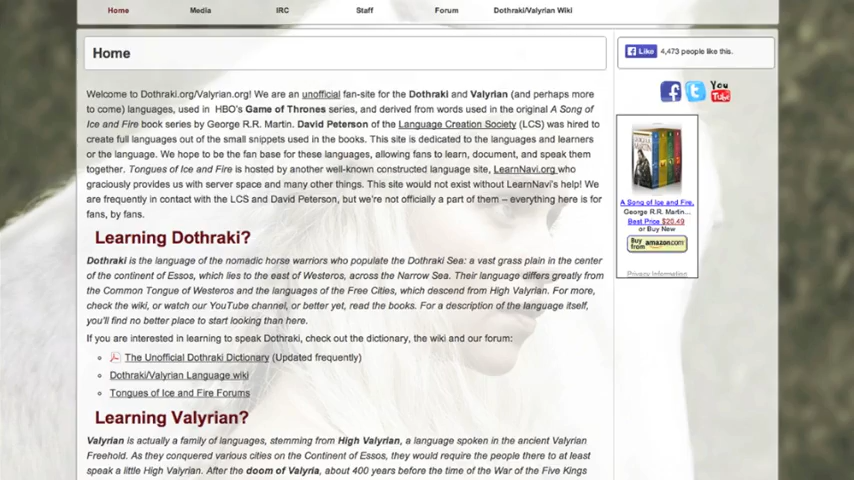 Home Media IRC Staff Forum Dothraki/Valyrian Wiki
Home
Welcome to Dothraki.org/Valyrian.org! We are an unofficial fan-site for the Dothraki and Valyrian (and perhaps more
to come) languages, used in HBO's Game of Thrones series, and derived from words used in the original A Song of
Ice and Fire book series by George R.R. Martin. David Peterson of the Language Creation Society (LCS) was hired to
create full languages out of the small snippets used in the books. This site is dedicated to the languages and learners
or the language. We hope to be the fan base for these languages, allowing fans to learn, document, and speak them
together. Tongues of Ice and Fire is hosted by another well-known constructed language site, LearnNavi.org who
graciously provides us with server space and many other things. This site would not exist without LearnNavi's help! We
are frequently in contact with the LCS and David Peterson, but we're not officially a part of them – everything here is for
fans, by fans.
Learning Dothraki?
Dothraki is the language of the nomadic horse warriors who populate the Dothraki Sea: a vast grass plain in the center
of the continent of Essos, which lies to the east of Westeros, across the Narrow Sea. Their language differs greatly from
the Common Tongue of Westeros and the languages of the Free Cities, which descend from High Valyrian. For more,
check the wiki, or watch our YouTube channel, or better yet, read the books. For a description of the language itself,
you'll find no better place to start looking than here.
If you are interested in learning to speak Dothraki, check out the dictionary, the wiki and our forum:
The Unofficial Dothraki Dictionary (Updated frequently)
Dothraki/Valyrian Language wiki
Tongues of Ice and Fire Forums
Learning Valyrian?
Valyrian is actually a family of languages, stemming from High Valyrian, a language spoken in the ancient Valyrian
Freehold. As they conquered various cities on the Continent of Essos, they would require the people there to at least
speak a little High Valyrian. After the doom of Valyria, about 400 years before the time of the War of the Five Kings
Like 4,473 people like this.
f t You
Tube
A Song of Ice and Fire,
George R.R. Martin...
Best Price $20.49
or Buy New
Buy
from amazon.com
Privacy Information